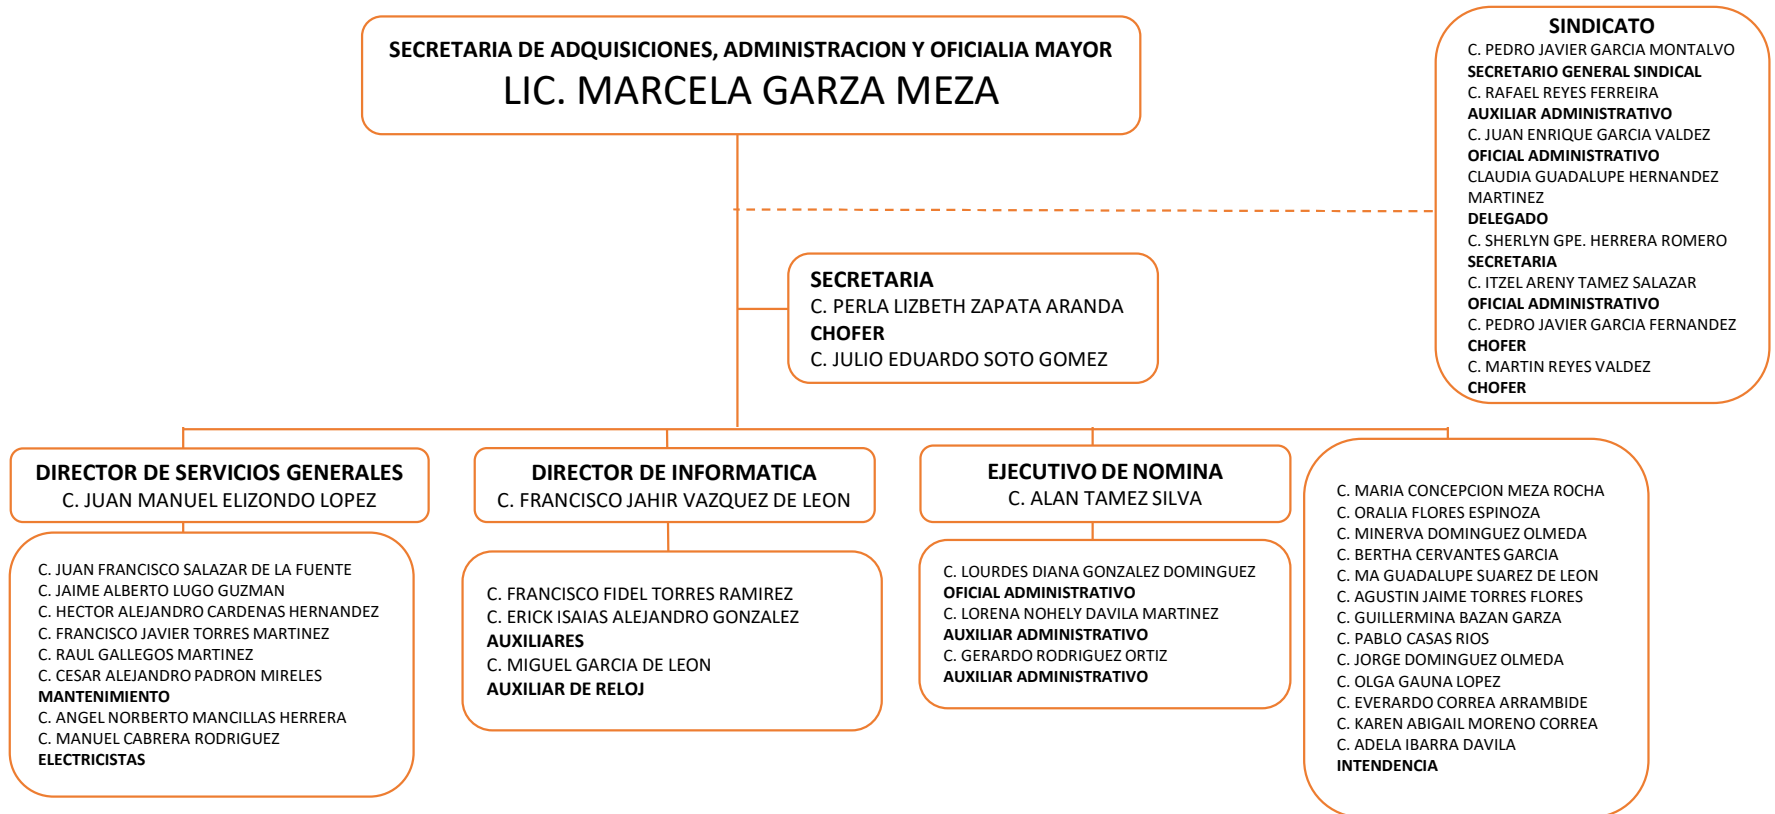 SECRETARIA DE ADQUISICIONES, ADMINISTRACION Y OFICIALIA MAYOR
LIC. MARCELA GARZA MEZA
SINDICATO
C. PEDRO JAVIER GARCIA MONTALVO
SECRETARIO GENERAL SINDICAL
C. RAFAEL REYES FERREIRA
AUXILIAR ADMINISTRATIVO
C. JUAN ENRIQUE GARCIA VALDEZ
OFICIAL ADMINISTRATIVO
CLAUDIA GUADALUPE HERNANDEZ
MARTINEZ
DELEGADO
C. SHERLYN GPE. HERRERA ROMERO
SECRETARIA
C. ITZEL ARENY TAMEZ SALAZAR
OFICIAL ADMINISTRATIVO
C. PEDRO JAVIER GARCIA FERNANDEZ
CHOFER
C. MARTIN REYES VALDEZ
CHOFER
SECRETARIA
C. PERLA LIZBETH ZAPATA ARANDA
CHOFER
C. JULIO EDUARDO SOTO GOMEZ
DIRECTOR DE SERVICIOS GENERALES
C. JUAN MANUEL ELIZONDO LOPEZ
C. JUAN FRANCISCO SALAZAR DE LA FUENTE
C. JAIME ALBERTO LUGO GUZMAN
C. HECTOR ALEJANDRO CARDENAS HERNANDEZ
C. FRANCISCO JAVIER TORRES MARTINEZ
C. RAUL GALLEGOS MARTINEZ
C. CESAR ALEJANDRO PADRON MIRELES
MANTENIMIENTO
C. ANGEL NORBERTO MANCILLAS HERRERA
C. MANUEL CABRERA RODRIGUEZ
ELECTRICISTAS
DIRECTOR DE INFORMATICA
C. FRANCISCO JAHIR VAZQUEZ DE LEON
C. FRANCISCO FIDEL TORRES RAMIREZ
C. ERICK ISAIAS ALEJANDRO GONZALEZ
AUXILIARES
C. MIGUEL GARCIA DE LEON
AUXILIAR DE RELOJ
EJECUTIVO DE NOMINA
C. ALAN TAMEZ SILVA
C. LOURDES DIANA GONZALEZ DOMINGUEZ
OFICIAL ADMINISTRATIVO
C. LORENA NOHELY DAVILA MARTINEZ
AUXILIAR ADMINISTRATIVO
C. GERARDO RODRIGUEZ ORTIZ
AUXILIAR ADMINISTRATIVO
C. MARIA CONCEPCION MEZA ROCHA
C. ORALIA FLORES ESPINOZA
C. MINERVA DOMINGUEZ OLMEDA
C. BERTHA CERVANTES GARCIA
C. MA GUADALUPE SUAREZ DE LEON
C. AGUSTIN JAIME TORRES FLORES
C. GUILLERMINA BAZAN GARZA
C. PABLO CASAS RIOS
C. JORGE DOMINGUEZ OLMEDA
C. OLGA GAUNA LOPEZ
C. EVERARDO CORREA ARRAMBIDE
C. KAREN ABIGAIL MORENO CORREA
C. ADELA IBARRA DAVILA
INTENDENCIA